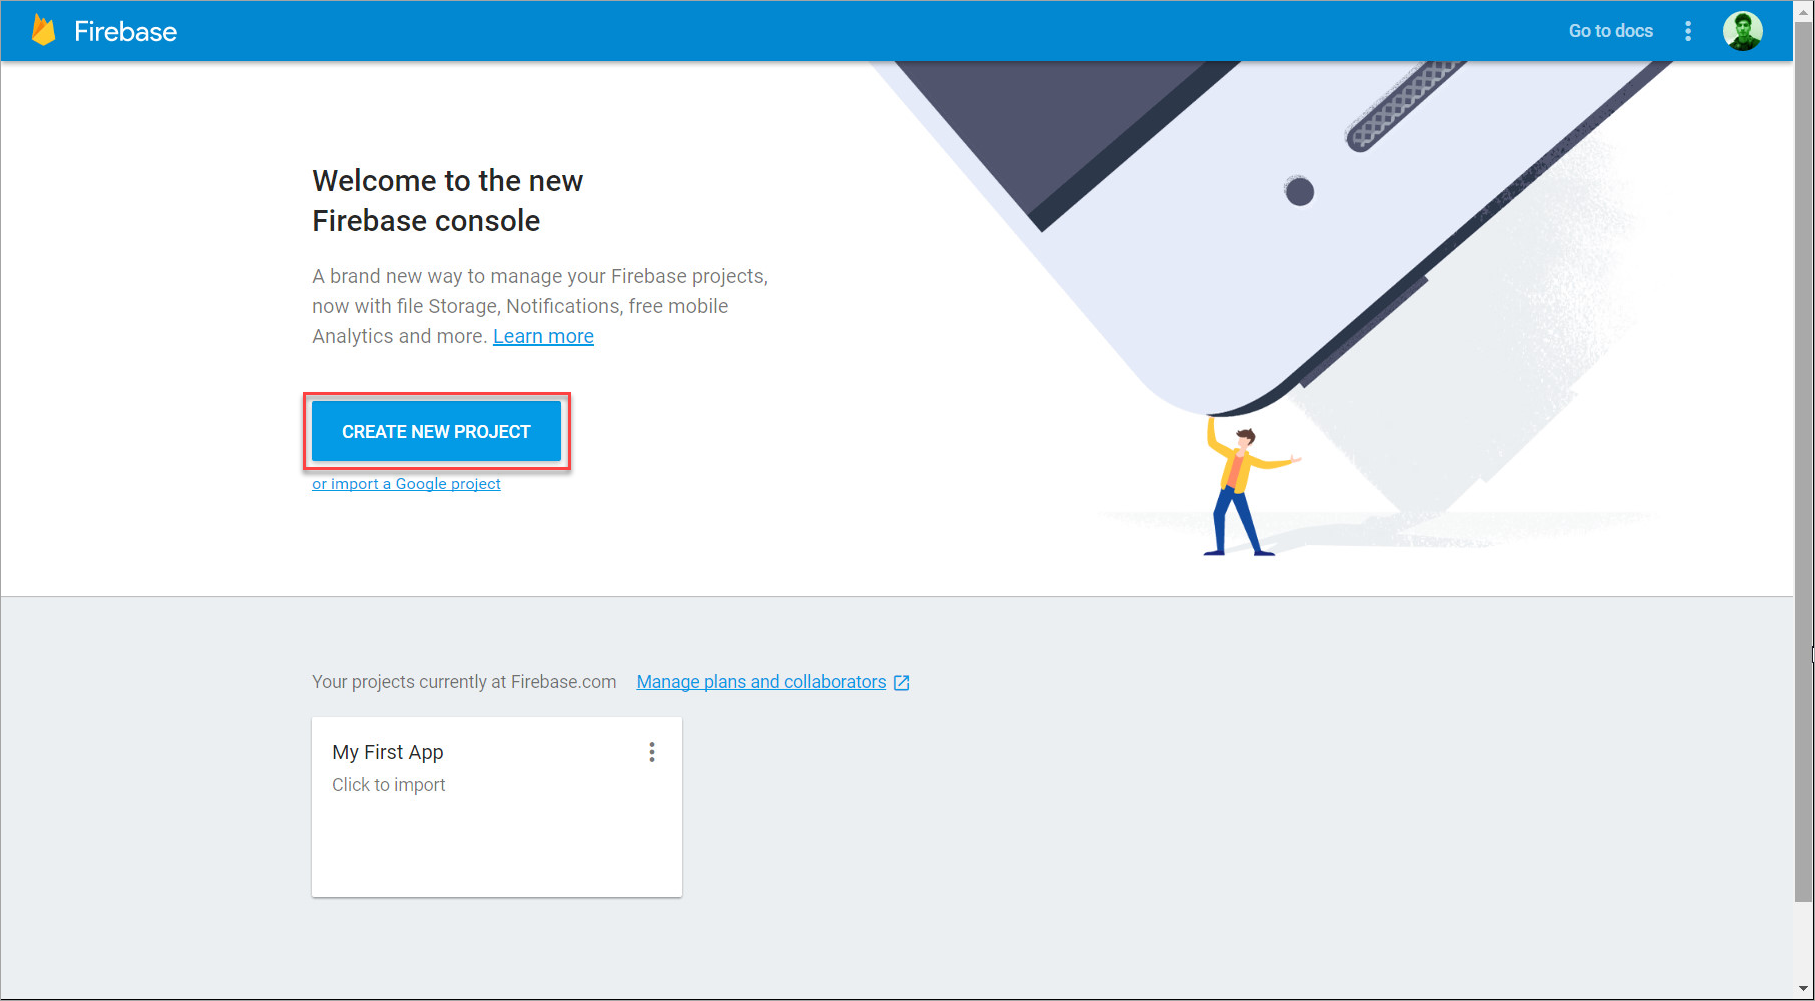 Firebase
Go to docs
Welcome to the new
Firebase console
A brand new way to manage your Firebase projects,
now with file Storage, Notifications, free mobile
Analytics and more. Learn more
CREATE NEW PROJECT
or import a Google project
Your projects currently at Firebase.com Manage plans and collaborators
My First App
Click to import